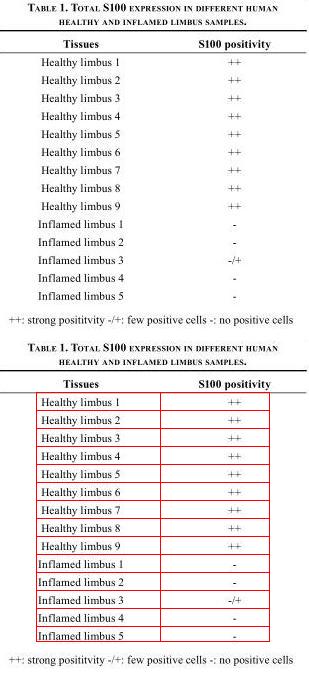 TABLE 1. TOTAL S100 EXPRESSION IN DIFFERENT HUMAN
HEALTHY AND INFLAMED LIMBUS SAMPLES.
Tissues S100 positivity
Healthy limbus 1 ++
Healthy limbus 2 ++
Healthy limbus 3 ++
Healthy limbus 4 ++
Healthy limbus 5 ++
Healthy limbus 6 ++
Healthy limbus 7 ++
Healthy limbus 8 ++
Healthy limbus 9 ++
Inflamed limbus 1 -
Inflamed limbus 2 -
Inflamed limbus 3 -/+
Inflamed limbus 4 -
Inflamed limbus 5 -
++: strong posititvity -/+: few positive cells -: no positive cells
TABLE 1. TOTAL S100 EXPRESSION IN DIFFERENT HUMAN
HEALTHY AND INFLAMED LIMBUS SAMPLES.
Tissues S100 positivity
Healthy limbus 1 ++
Healthy limbus 2 ++
Healthy limbus 3 ++
Healthy limbus 4 ++
Healthy limbus 5 ++
Healthy limbus 6 ++
Healthy limbus 7 ++
Healthy limbus 8 ++
Healthy limbus 9 ++
Inflamed limbus 1 -
Inflamed limbus 2 -
Inflamed limbus 3 -/+
Inflamed limbus 4 -
Inflamed limbus 5 -
++: strong posititvity -/+: few positive cells -: no positive cells